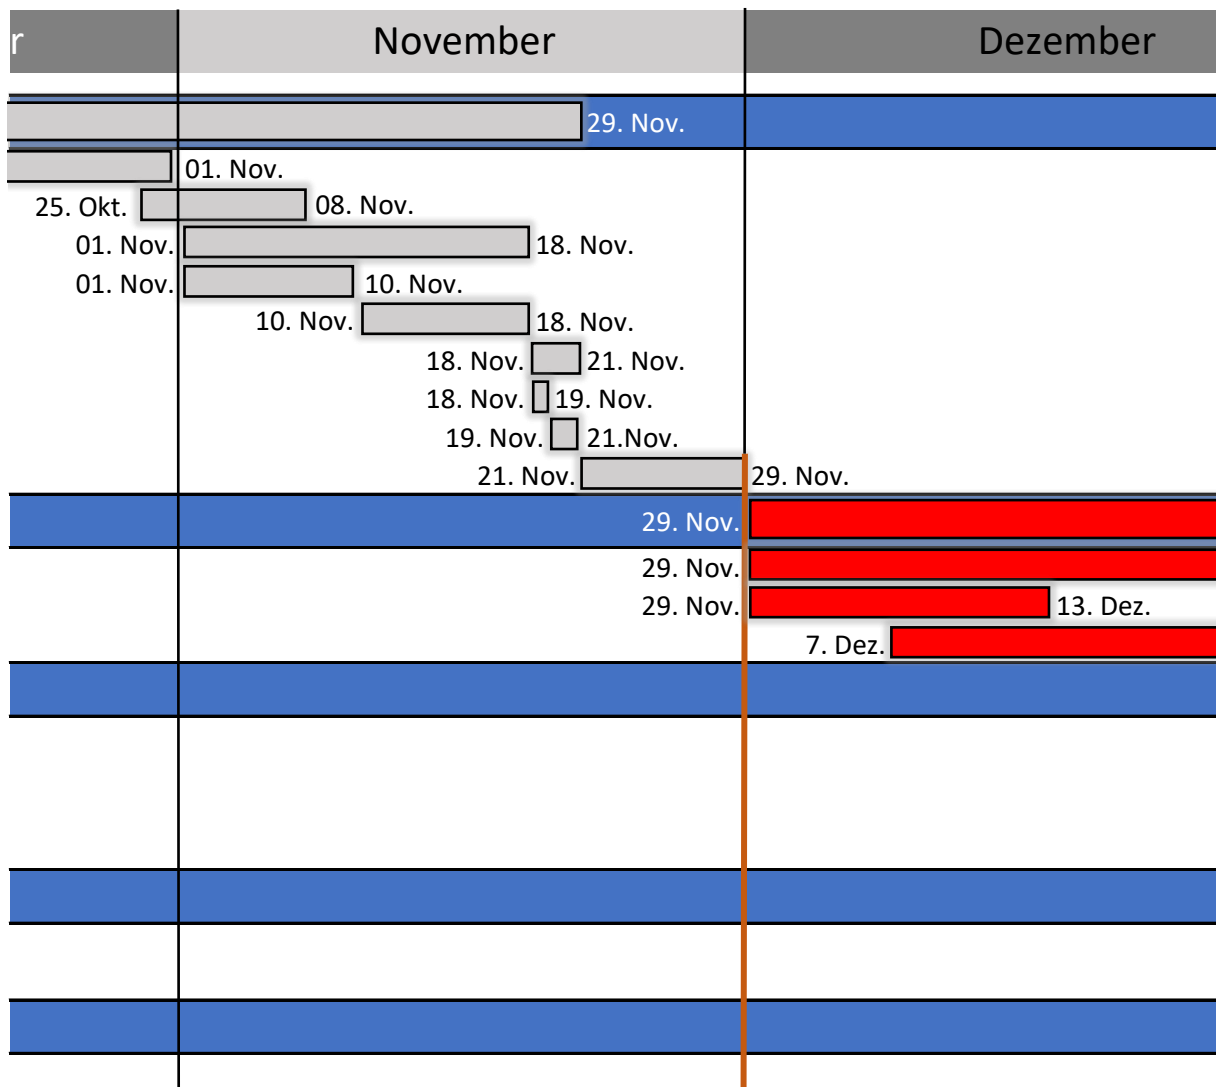 r November Dezember
29. Nov.
01. Nov.
25. Okt. 08. Nov.
01. Nov. 18. Nov.
01. Nov. 10. Nov.
10. Nov. 18. Nov.
18. Nov. 21. Nov.
18. Nov. 19. Nov.
19. Nov. 21.Nov.
21. Nov. 29. Nov.
29. Nov.
29. Nov.
29. Nov. 13. Dez.
7. Dez.